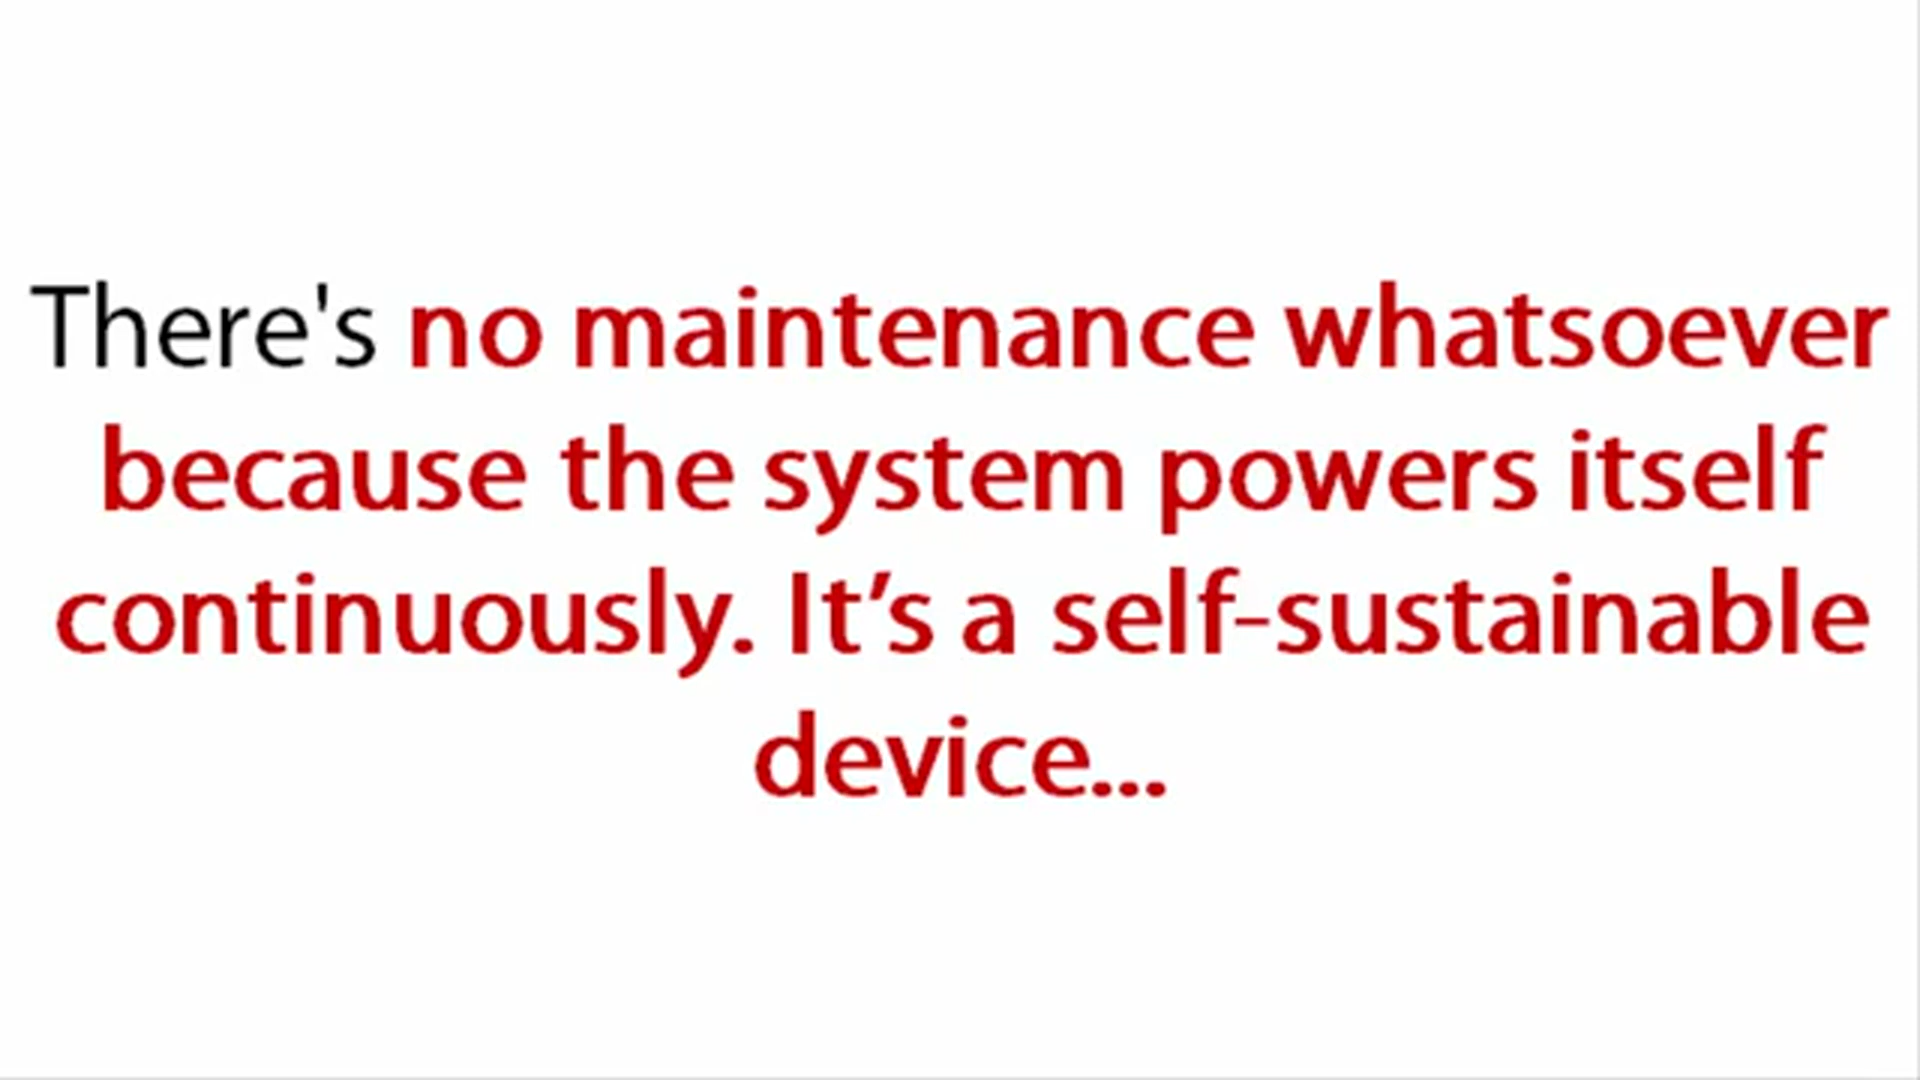 There's no maintenance whatsoever
because the system powers itself
continuously. It’s a self-sustainable
device...